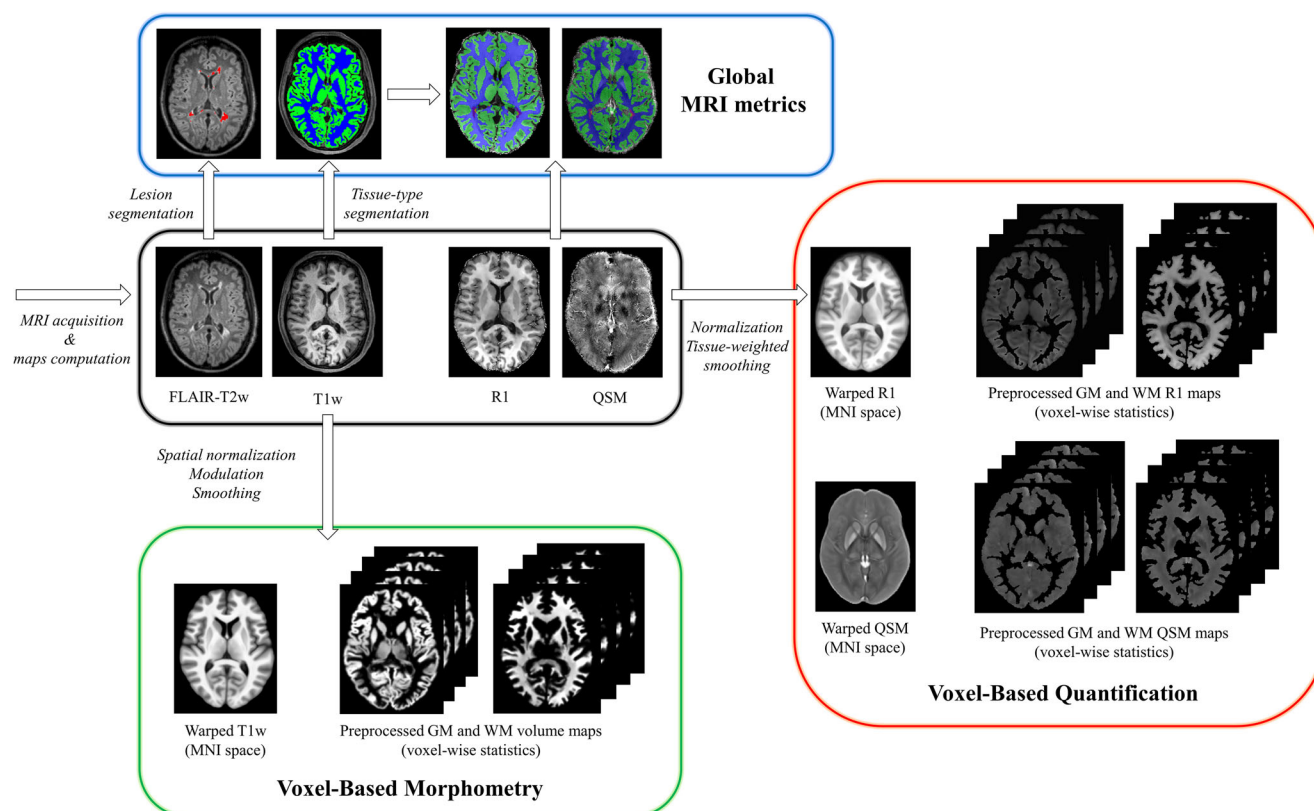 Global
MRI metrics
Lesion
segmentation
Tissue-type
segmentation
MRI acquisition
&
maps computation
FLAIR-T2w
T1w
R1
QSM
Normalization
Tissue-weighted
smoothing
Warped R1
(MNI space)
Preprocessed GM and WM R1 maps
(voxel-wise statistics)
Spatial normalization
Modulation
Smoothing
Warped QSM
(MNI space)
Preprocessed GM and WM QSM maps
(voxel-wise statistics)
Voxel-Based Quantification
Warped T1w
(MNI space)
Preprocessed GM and WM volume maps
(voxel-wise statistics)
Voxel-Based Morphometry